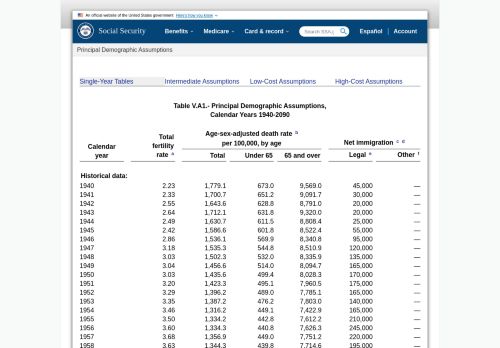 An official website of the United States government. Here's how you know
Social Security
Benefits
Medicare
Card & record
Search SSA.g
Español
Account
Principal Demographic Assumptions
Single-Year Tables
Intermediate Assumptions
Low-Cost Assumptions
High-Cost Assumptions
Table V.A1.- Principal Demographic Assumptions,
Calendar Years 1940-2090
Calendar year
Total fertility rate a
Age-sex-adjusted death rate b per 100,000, by age
Net immigration c d
Total Under 65 65 and over Legal e Other f
Historical data:
1940 2.23 1,779.1 673.0 9,569.0 45,000 —
1941 2.33 1,700.7 651.2 9,091.7 30,000 —
1942 2.55 1,643.6 628.8 8,791.0 20,000 —
1943 2.64 1,712.1 631.8 9,320.0 20,000 —
1944 2.49 1,630.7 611.5 8,808.4 25,000 —
1945 2.42 1,586.6 601.8 8,522.4 55,000 —
1946 2.86 1,536.1 569.9 8,340.8 95,000 —
1947 3.18 1,535.3 544.8 8,510.9 120,000 —
1948 3.03 1,502.3 532.0 8,335.9 135,000 —
1949 3.04 1,456.6 514.0 8,094.7 165,000 —
1950 3.03 1,435.6 499.4 8,028.3 170,000 —
1951 3.20 1,423.3 495.1 7,960.5 175,000 —
1952 3.29 1,396.2 489.0 7,785.1 165,000 —
1953 3.35 1,387.2 476.2 7,803.0 140,000 —
1954 3.46 1,316.2 449.1 7,422.9 165,000 —
1955 3.50 1,334.2 442.8 7,612.2 210,000 —
1956 3.60 1,334.3 440.8 7,626.3 245,000 —
1957 3.68 1,356.9 449.0 7,751.2 220,000 —
1958 3.63 1,344.3 439.8 7,714.6 195,000 —